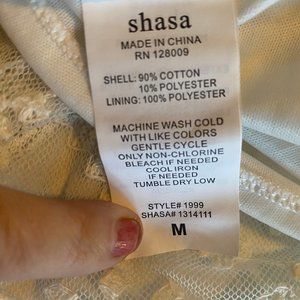 shasa
MADE IN CHINA
RN 128009
SHELL: 90% COTTON
10% POLYESTER
LINING: 100% POLYESTER
MACHINE WASH COLD
WITH LIKE COLORS
GENTLE CYCLE
ONLY NON-CHLORINE
BLEACH IF NEEDED
COOL IRON
IF NEEDED
TUMBLE DRY LOW
STYLE# 1999
SHASA# 1314111
M